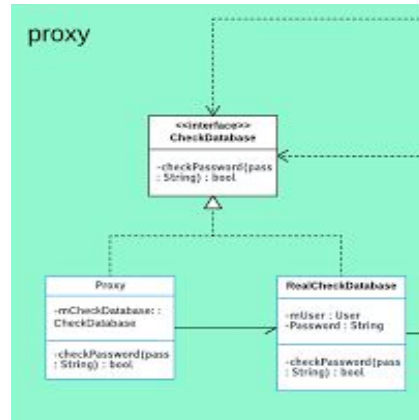 proxy
<<interface>>
CheckDatabase
-checkPassword(pass
: String) : bool
Proxy
-mCheckDatabase: :
CheckDatabase
-checkPassword(pass
: String) : bool
RealCheckDatabase
-mUser : User
-Password : String
-checkPassword(pass
: String) : bool